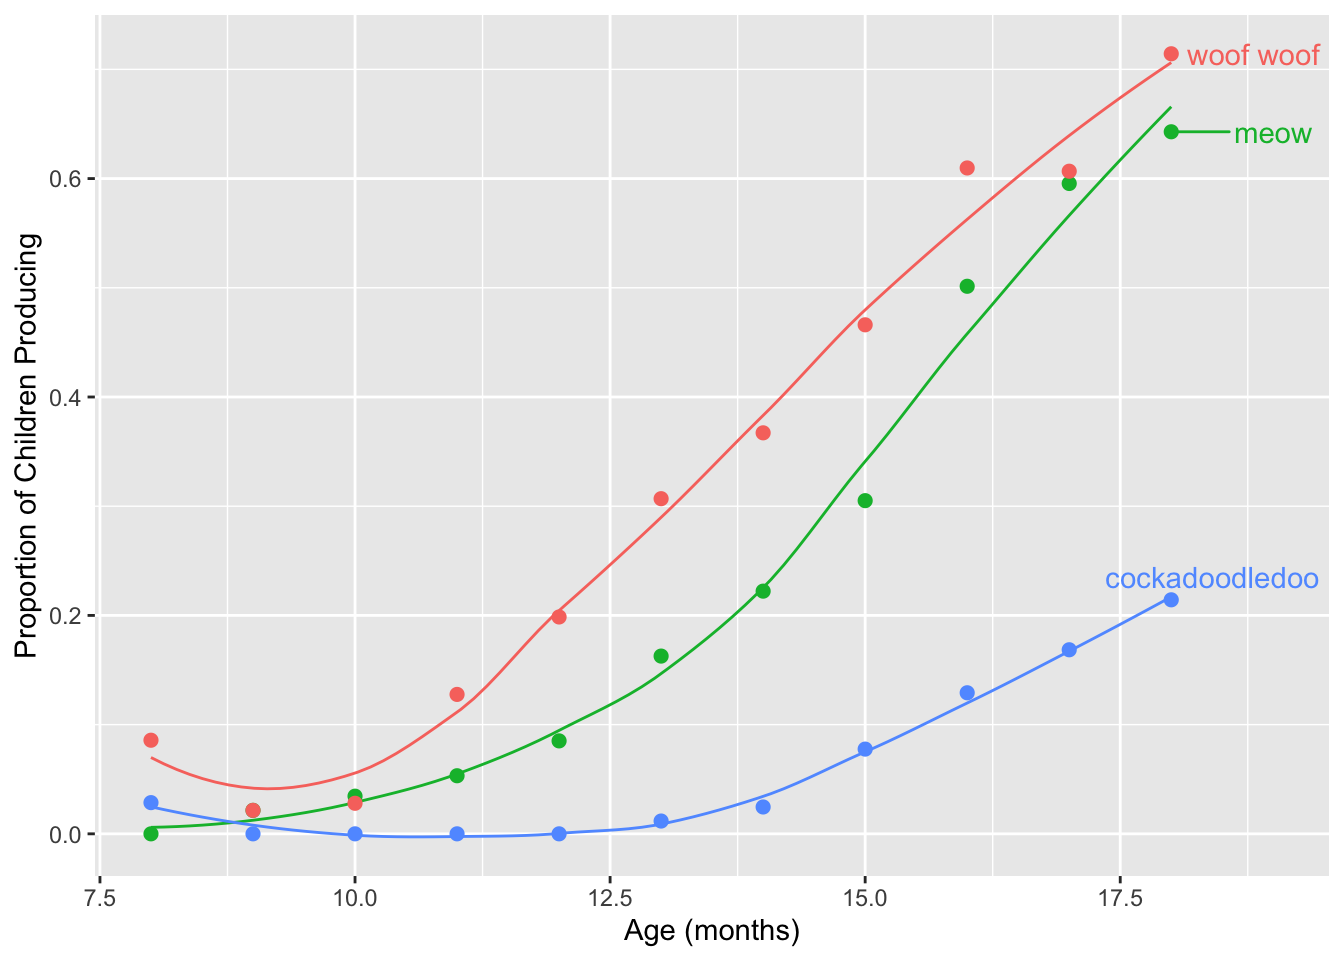 woof woof
meow
0.6
0.4
cockadoodledoo
0.2
0.0
7.5 10.0 12.5 15.0 17.5
Age (months)
Proportion of Children Producing